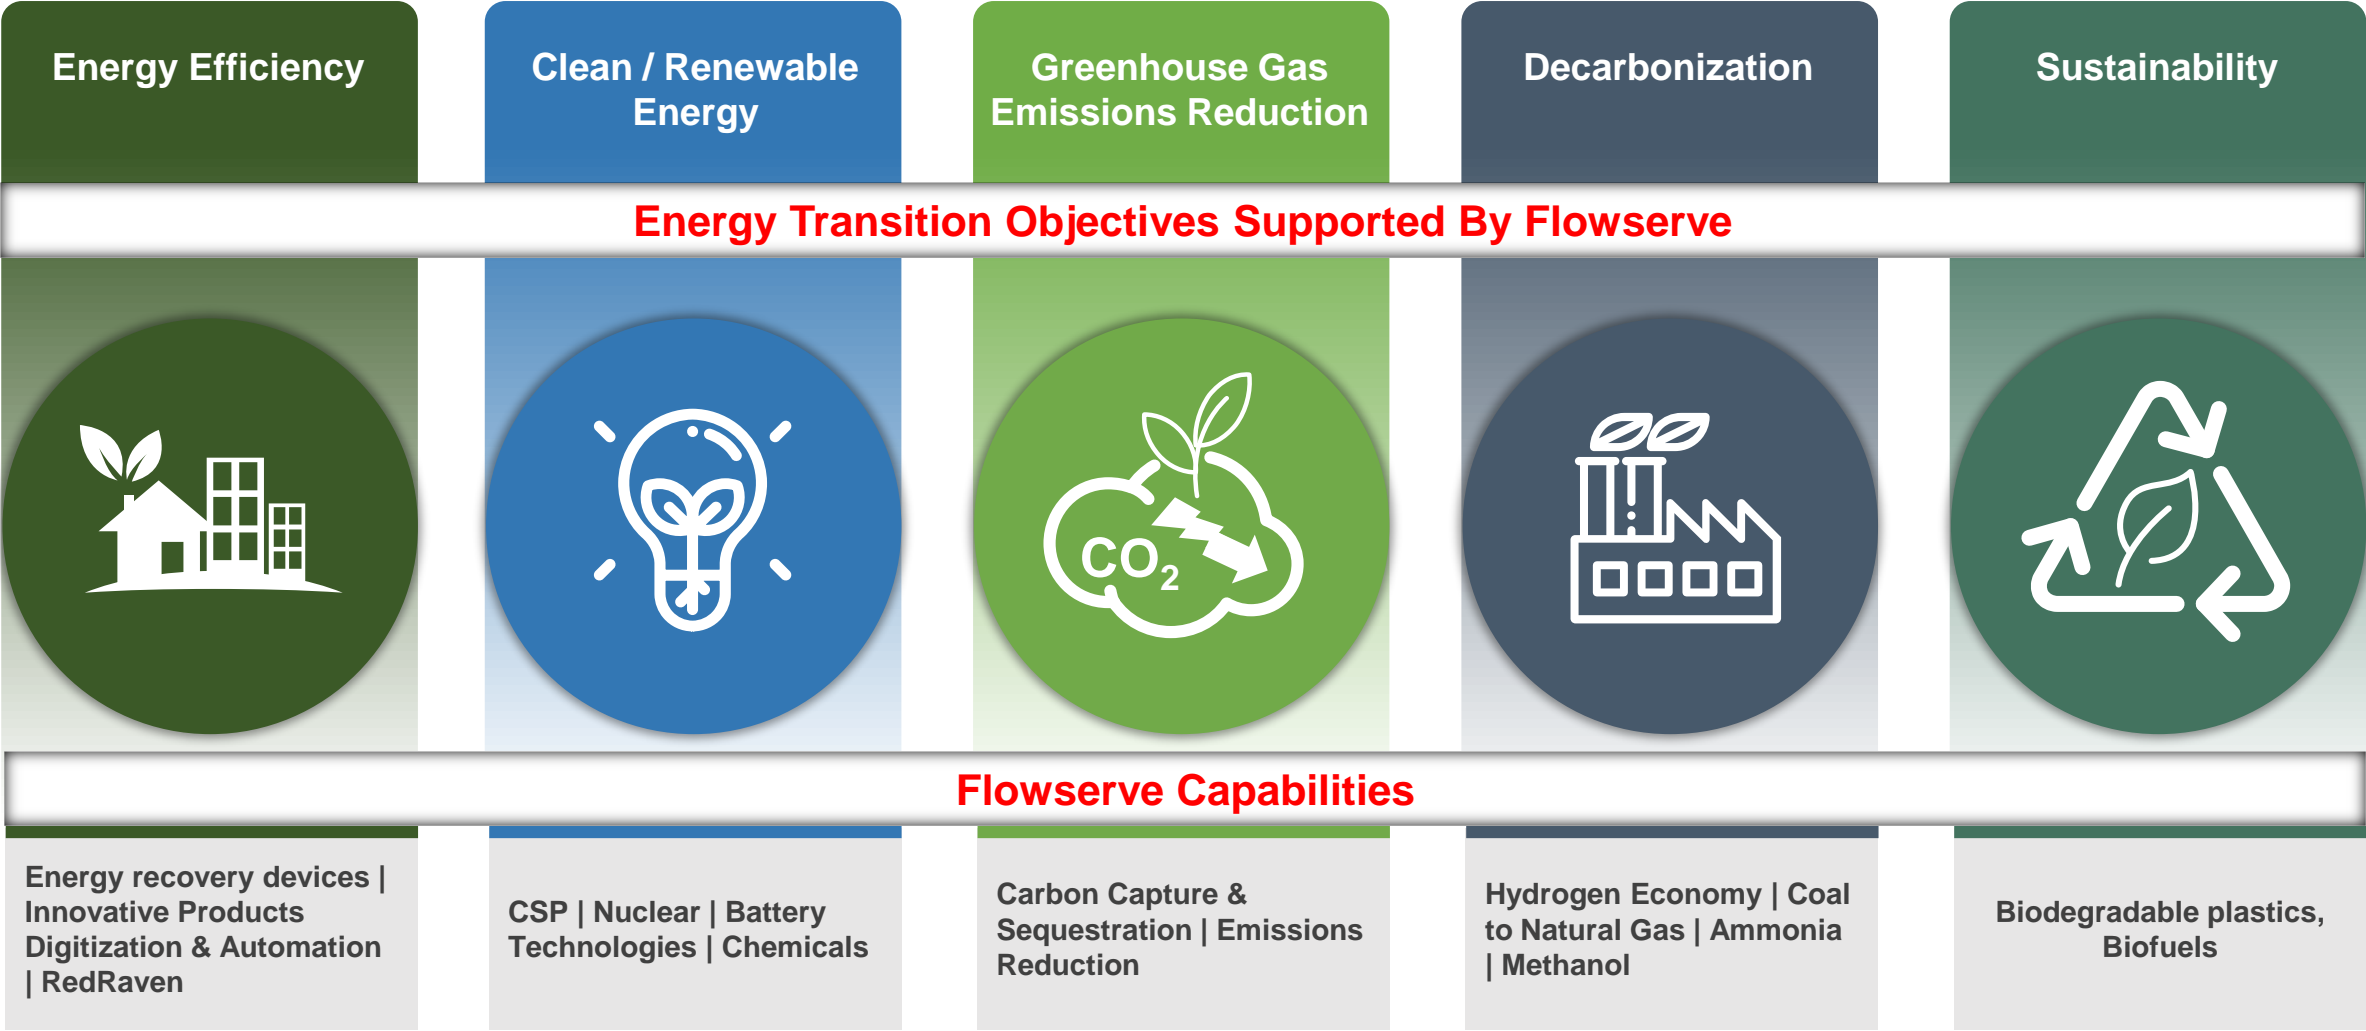 Energy Efficiency
Clean / Renewable
Energy
Greenhouse Gas
Emissions Reduction
Decarbonization
Sustainability
Energy Transition Objectives Supported By Flowserve
CO2
Flowserve Capabilities
Energy recovery devices |
Innovative Products
Digitization & Automation
| RedRaven
CSP | Nuclear | Battery
Technologies | Chemicals
Carbon Capture &
Sequestration | Emissions
Reduction
Hydrogen Economy | Coal
to Natural Gas | Ammonia
| Methanol
Biodegradable plastics,
Biofuels